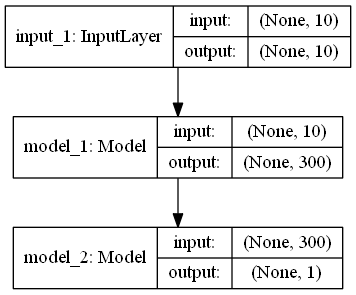 input_1: InputLayer
input: (None, 10)
output: (None, 10)
model_1: Model
input: (None, 10)
output: (None, 300)
model_2: Model
input: (None, 300)
output: (None, 1)